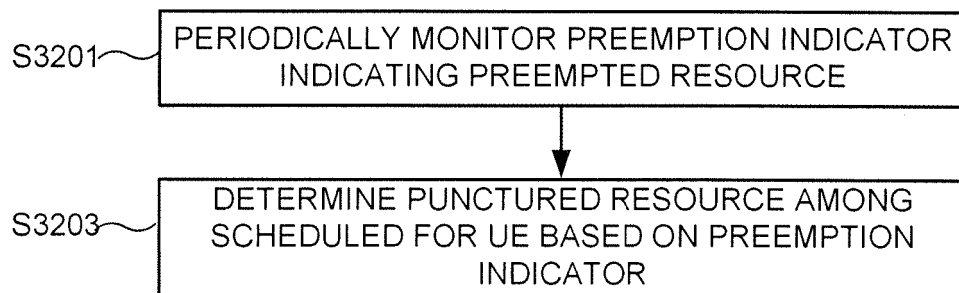 S3201
PERIODICALLY MONITOR PREEMPTION INDICATOR
INDICATING PREEMPTED RESOURCE
S3203
DETERMINE PUNCTURED RESOURCE AMONG
SCHEDULED FOR UE BASED ON PREEMPTION
INDICATOR